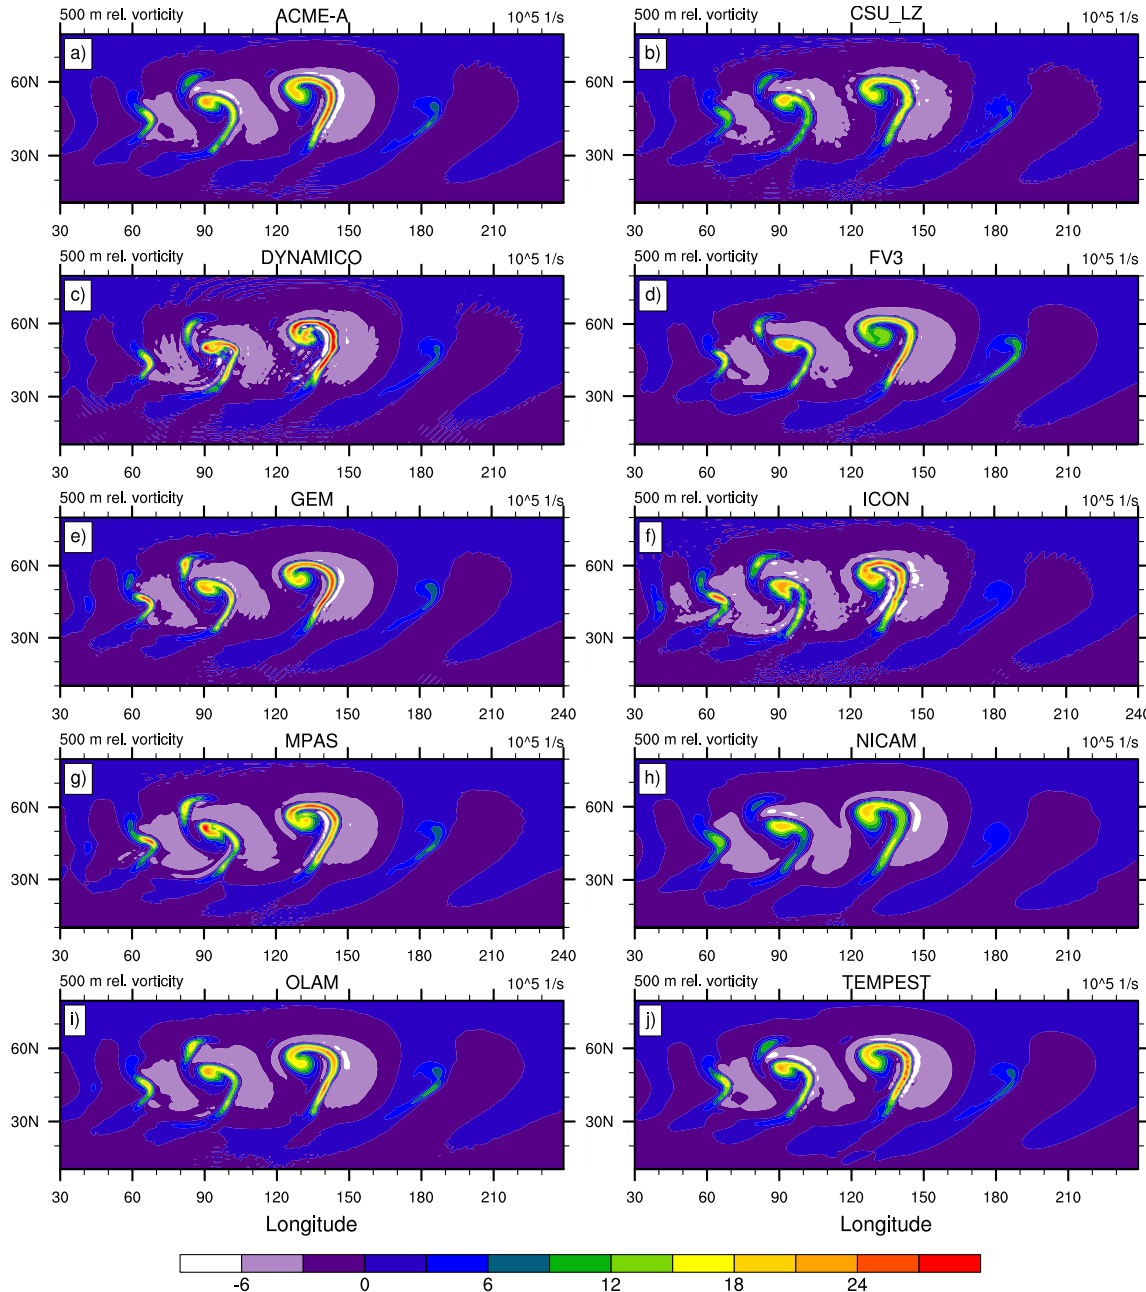 500 m rel. vorticity ACME-A 10^5 1/s
a)
60N
30N
30 60 90 120 150 180 210
500 m rel. vorticity CSU_LZ 10^5 1/s
b)
60N
30N
30 60 90 120 150 180 210
500 m rel. vorticity DYNAMICO 10^5 1/s
c)
60N
30N
30 60 90 120 150 180 210
500 m rel. vorticity FV3 10^5 1/s
d)
60N
30N
30 60 90 120 150 180 210
500 m rel. vorticity GEM 10^5 1/s
e)
60N
30N
30 60 90 120 150 180 210 240
500 m rel. vorticity ICON 10^5 1/s
f)
60N
30N
30 60 90 120 150 180 210 240
500 m rel. vorticity MPAS 10^5 1/s
g)
60N
30N
30 60 90 120 150 180 210 240
500 m rel. vorticity NICAM 10^5 1/s
h)
60N
30N
30 60 90 120 150 180 210
500 m rel. vorticity OLAM 10^5 1/s
i)
60N
30N
30 60 90 120 150 180 210
Longitude
500 m rel. vorticity TEMPEST 10^5 1/s
j)
60N
30N
30 60 90 120 150 180 210
Longitude
-6 0 6 12 18 24